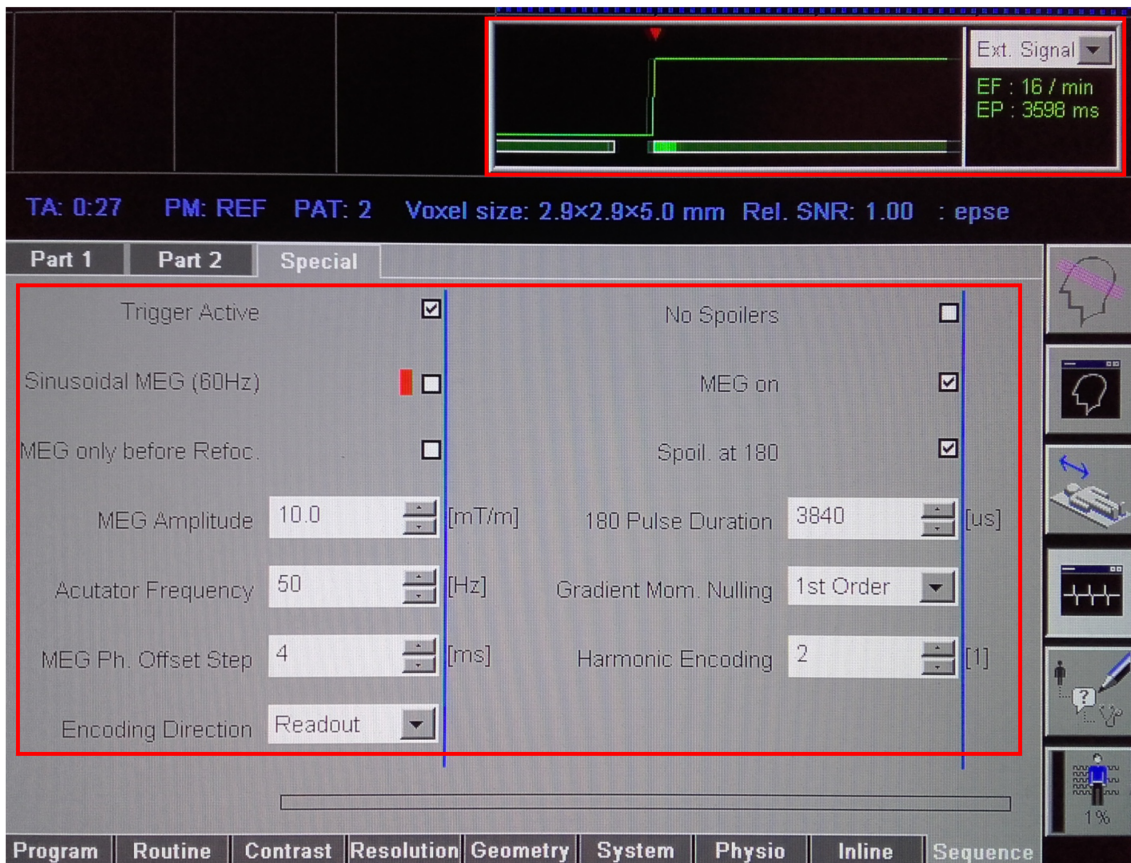 Ext. Signal
EF : 16 / min
EP : 3598 ms
TA: 0:27 PM: REF PAT: 2 Voxel size: 2.9×2.9×5.0 mm Rel. SNR: 1.00 : epse
Part 1 Part 2 Special
Trigger Active No Spoilers
Sinusoidal MEG (60Hz) MEG on
MEG only before Refoc. Spoil. at 180
MEG Amplitude 10.0 [mT/m] 180 Pulse Duration 3840 [us]
Acutator Frequency 50 [Hz] Gradient Mom. Nulling 1st Order
MEG Ph. Offset Step 4 [ms] Harmonic Encoding 2 [1]
Encoding Direction Readout
?
1%
Program Routine Contrast Resolution Geometry System Physio Inline Sequence